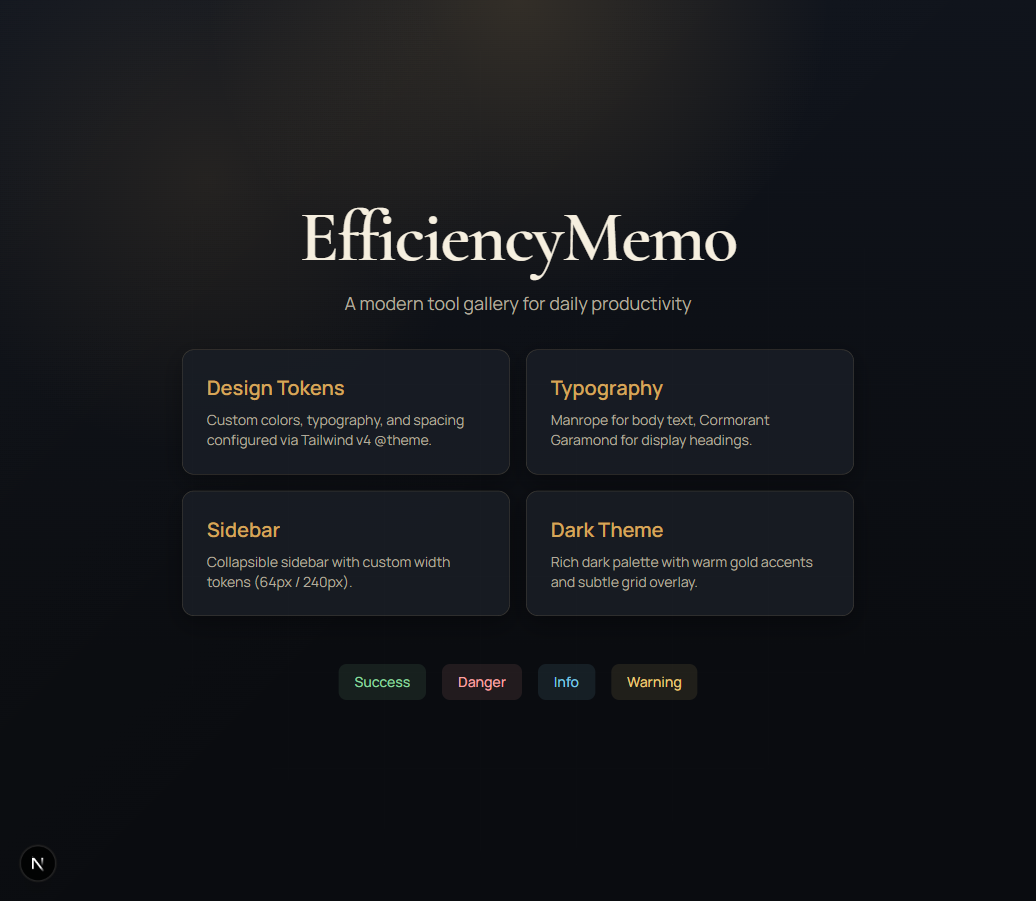 EfficiencyMemo
A modern tool gallery for daily productivity
Design Tokens
Custom colors, typography, and spacing
configured via Tailwind v4 @theme.
Typography
Manrope for body text, Cormorant
Garamond for display headings.
Sidebar
Collapsible sidebar with custom width
tokens (64px / 240px).
Dark Theme
Rich dark palette with warm gold accents
and subtle grid overlay.
Success
Danger
Info
Warning
N